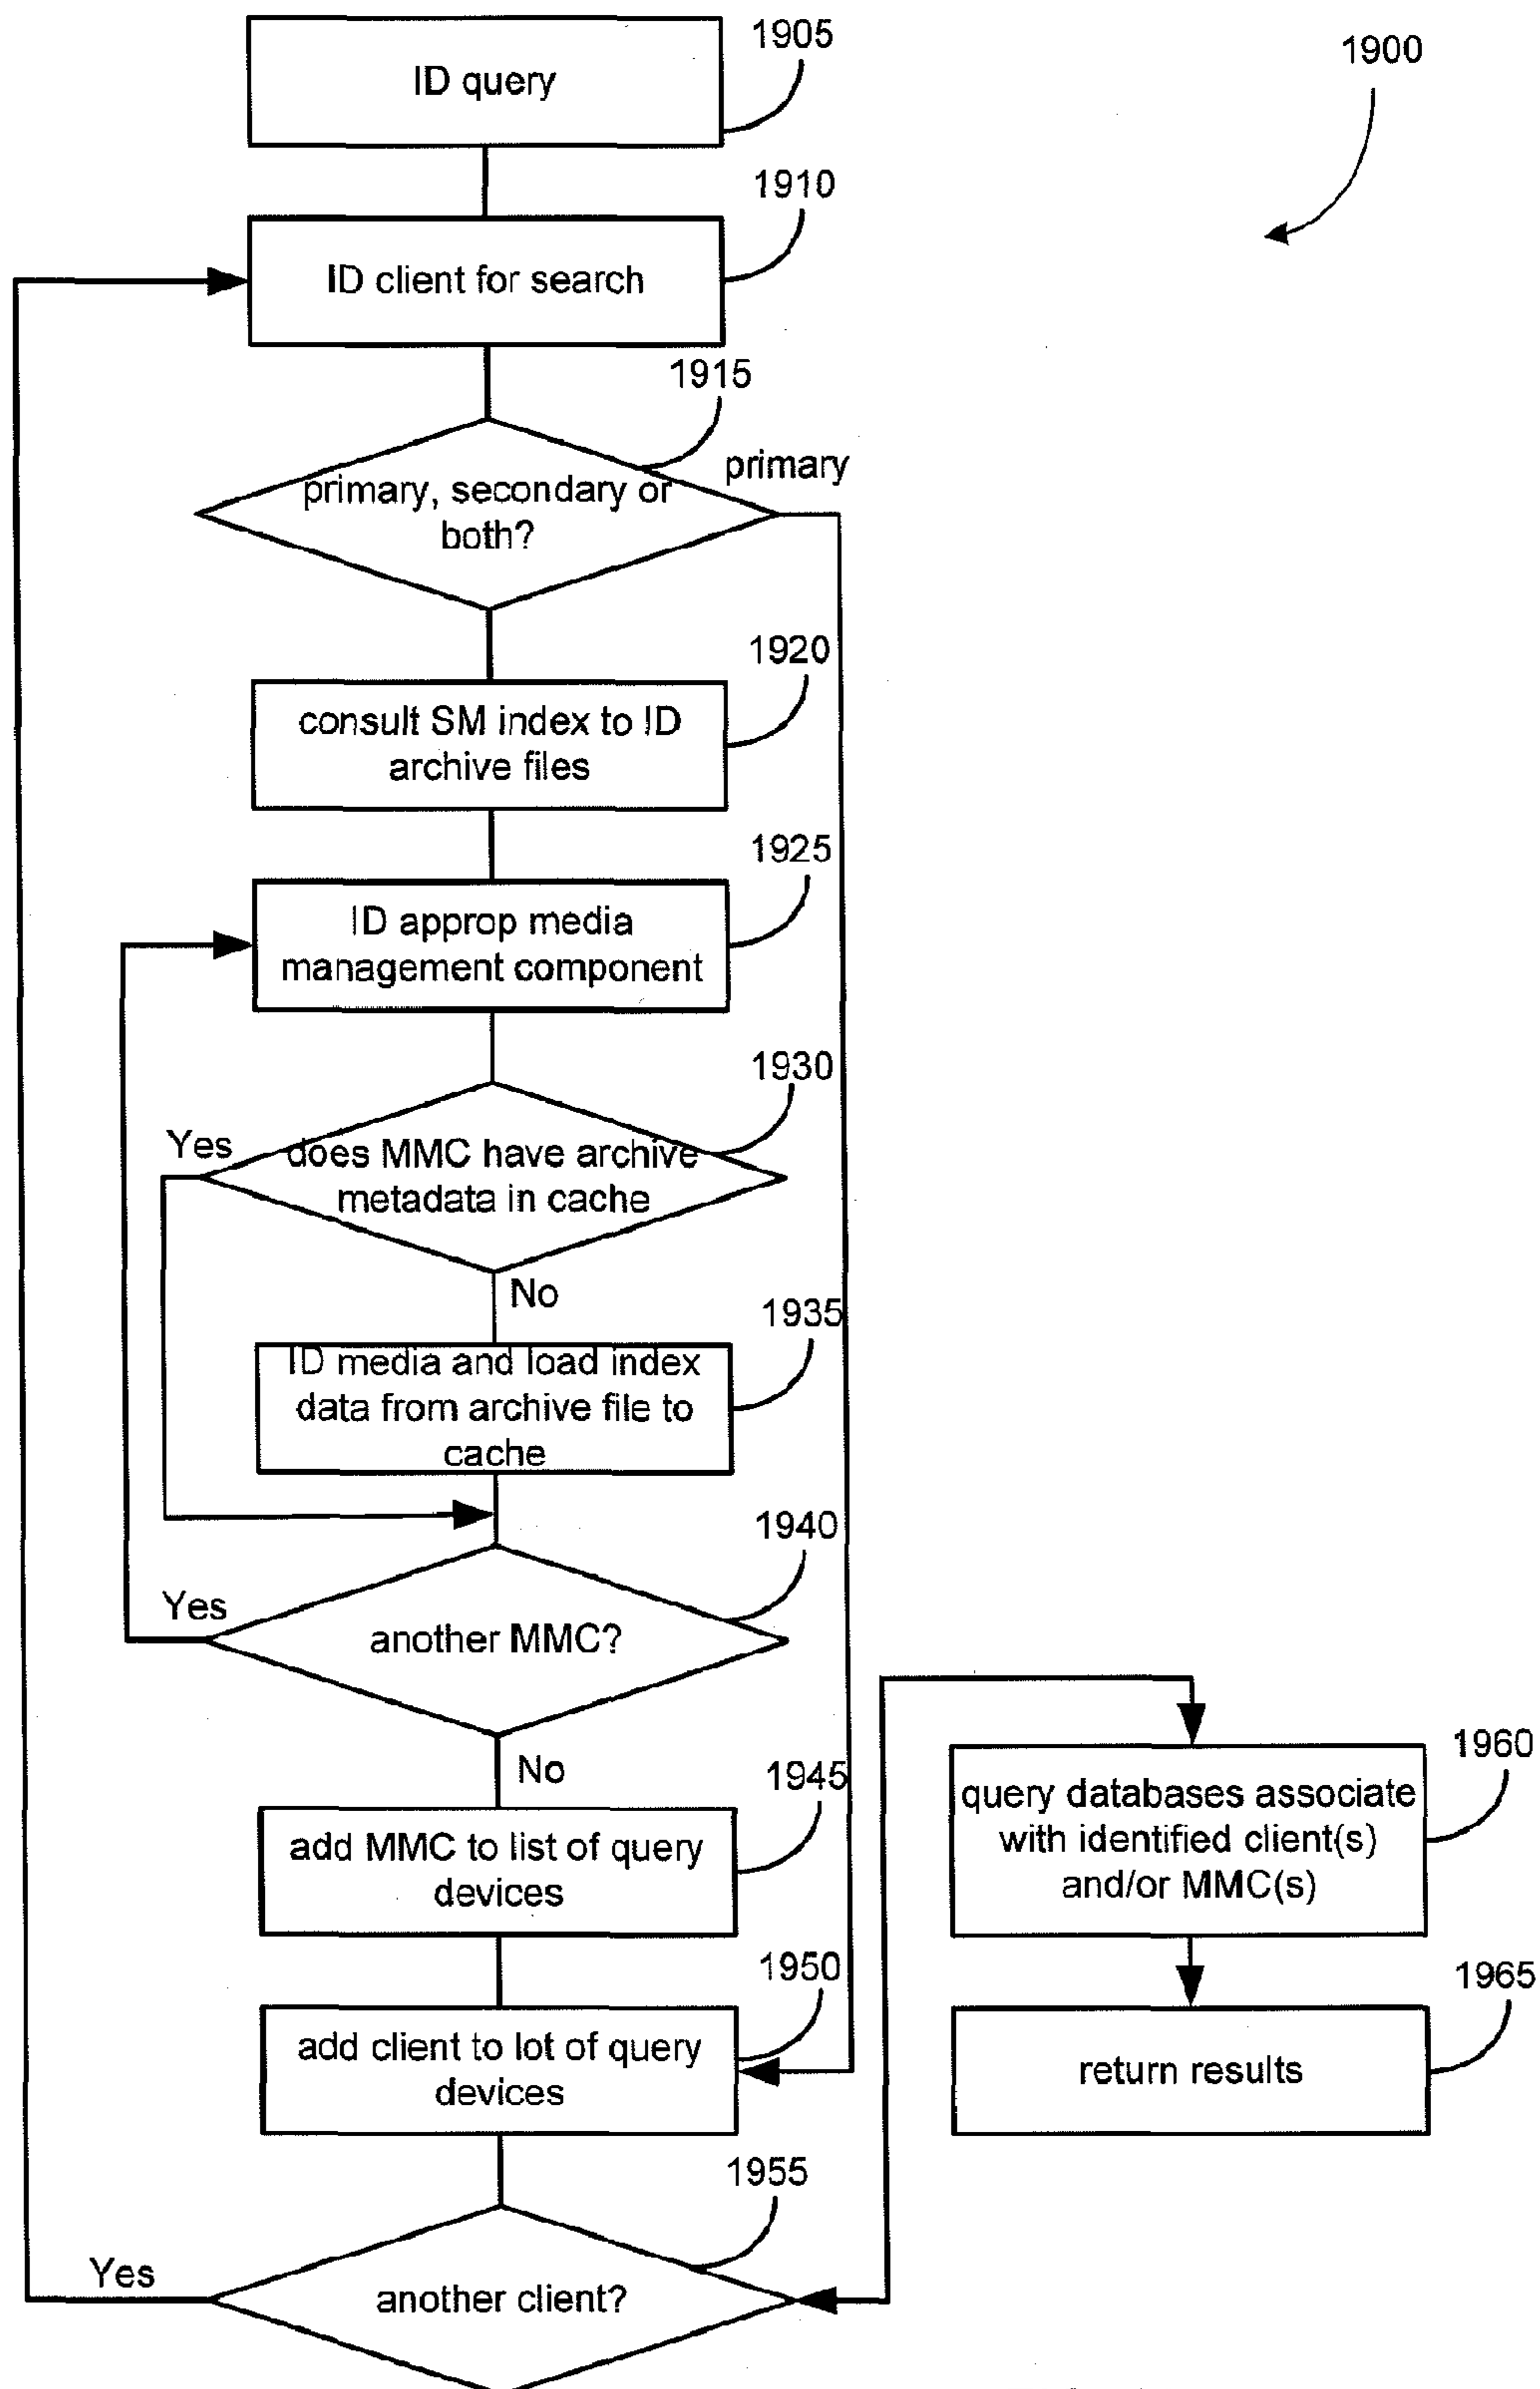 1905
ID query
1900
1910
ID client for search
1915
primary
primary, secondary or
both?
1920
consult SM index to ID
archive files
1925
ID approp media
management component
1930
Yes
does MMC have archive
metadata in cache
No
1935
ID media and load index
data from archive file to
cache
1940
Yes
another MMC?
No
1945
add MMC to list of query
devices
1950
add client to lot of query
devices
1955
Yes
another client?
1960
query databases associate
with identified client(s)
and/or MMC(s)
1965
return results